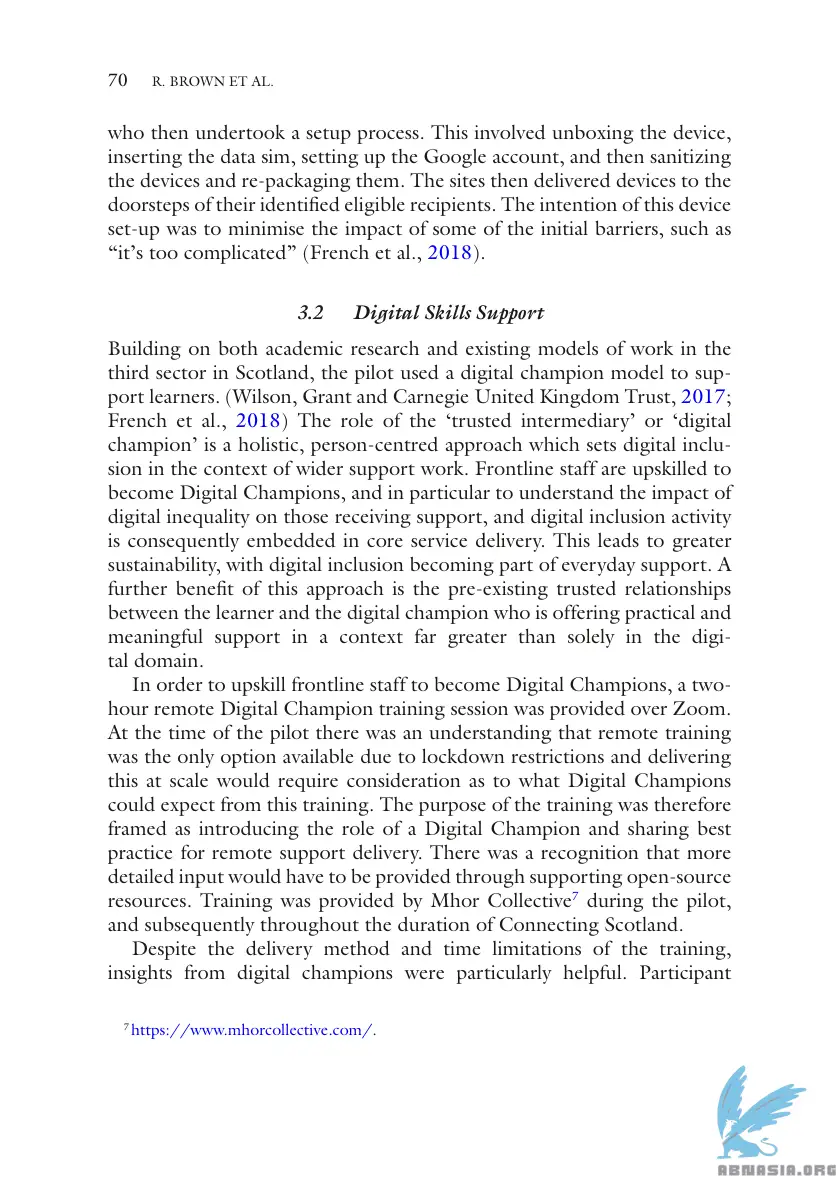 70 R. BROWN ET AL.
who then undertook a setup process. This involved unboxing the device,
inserting the data sim, setting up the Google account, and then sanitizing
the devices and re-packaging them. The sites then delivered devices to the
doorsteps of their identified eligible recipients. The intention of this device
set-up was to minimise the impact of some of the initial barriers, such as
“it’s too complicated” (French et al., 2018).
3.2 Digital Skills Support
Building on both academic research and existing models of work in the
third sector in Scotland, the pilot used a digital champion model to sup-
port learners. (Wilson, Grant and Carnegie United Kingdom Trust, 2017;
French et al., 2018) The role of the ‘trusted intermediary’ or ‘digital
champion’ is a holistic, person-centred approach which sets digital inclu-
sion in the context of wider support work. Frontline staff are upskilled to
become Digital Champions, and in particular to understand the impact of
digital inequality on those receiving support, and digital inclusion activity
is consequently embedded in core service delivery. This leads to greater
sustainability, with digital inclusion becoming part of everyday support. A
further benefit of this approach is the pre-existing trusted relationships
between the learner and the digital champion who is offering practical and
meaningful support in a context far greater than solely in the digi-
tal domain.
In order to upskill frontline staff to become Digital Champions, a two-
hour remote Digital Champion training session was provided over Zoom.
At the time of the pilot there was an understanding that remote training
was the only option available due to lockdown restrictions and delivering
this at scale would require consideration as to what Digital Champions
could expect from this training. The purpose of the training was therefore
framed as introducing the role of a Digital Champion and sharing best
practice for remote support delivery. There was a recognition that more
detailed input would have to be provided through supporting open-source
resources. Training was provided by Mhor Collective⁷ during the pilot,
and subsequently throughout the duration of Connecting Scotland.
Despite the delivery method and time limitations of the training,
insights from digital champions were particularly helpful. Participant
⁷ https://www.mhorcollective.com/.
ABNASIA.ORG